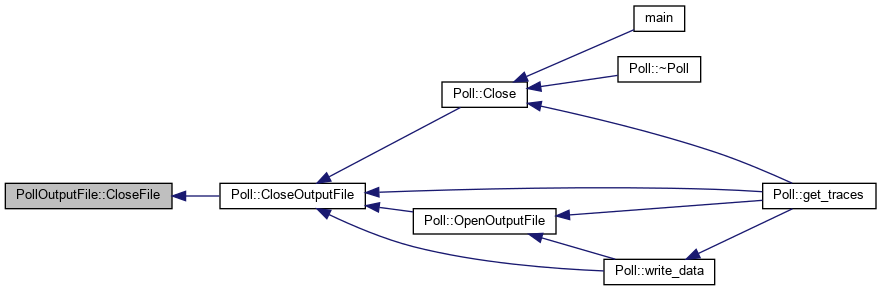 main
Poll::~Poll
Poll::Close
PollOutputFile::CloseFile
Poll::CloseOutputFile
Poll::get_traces
Poll::OpenOutputFile
Poll::write_data